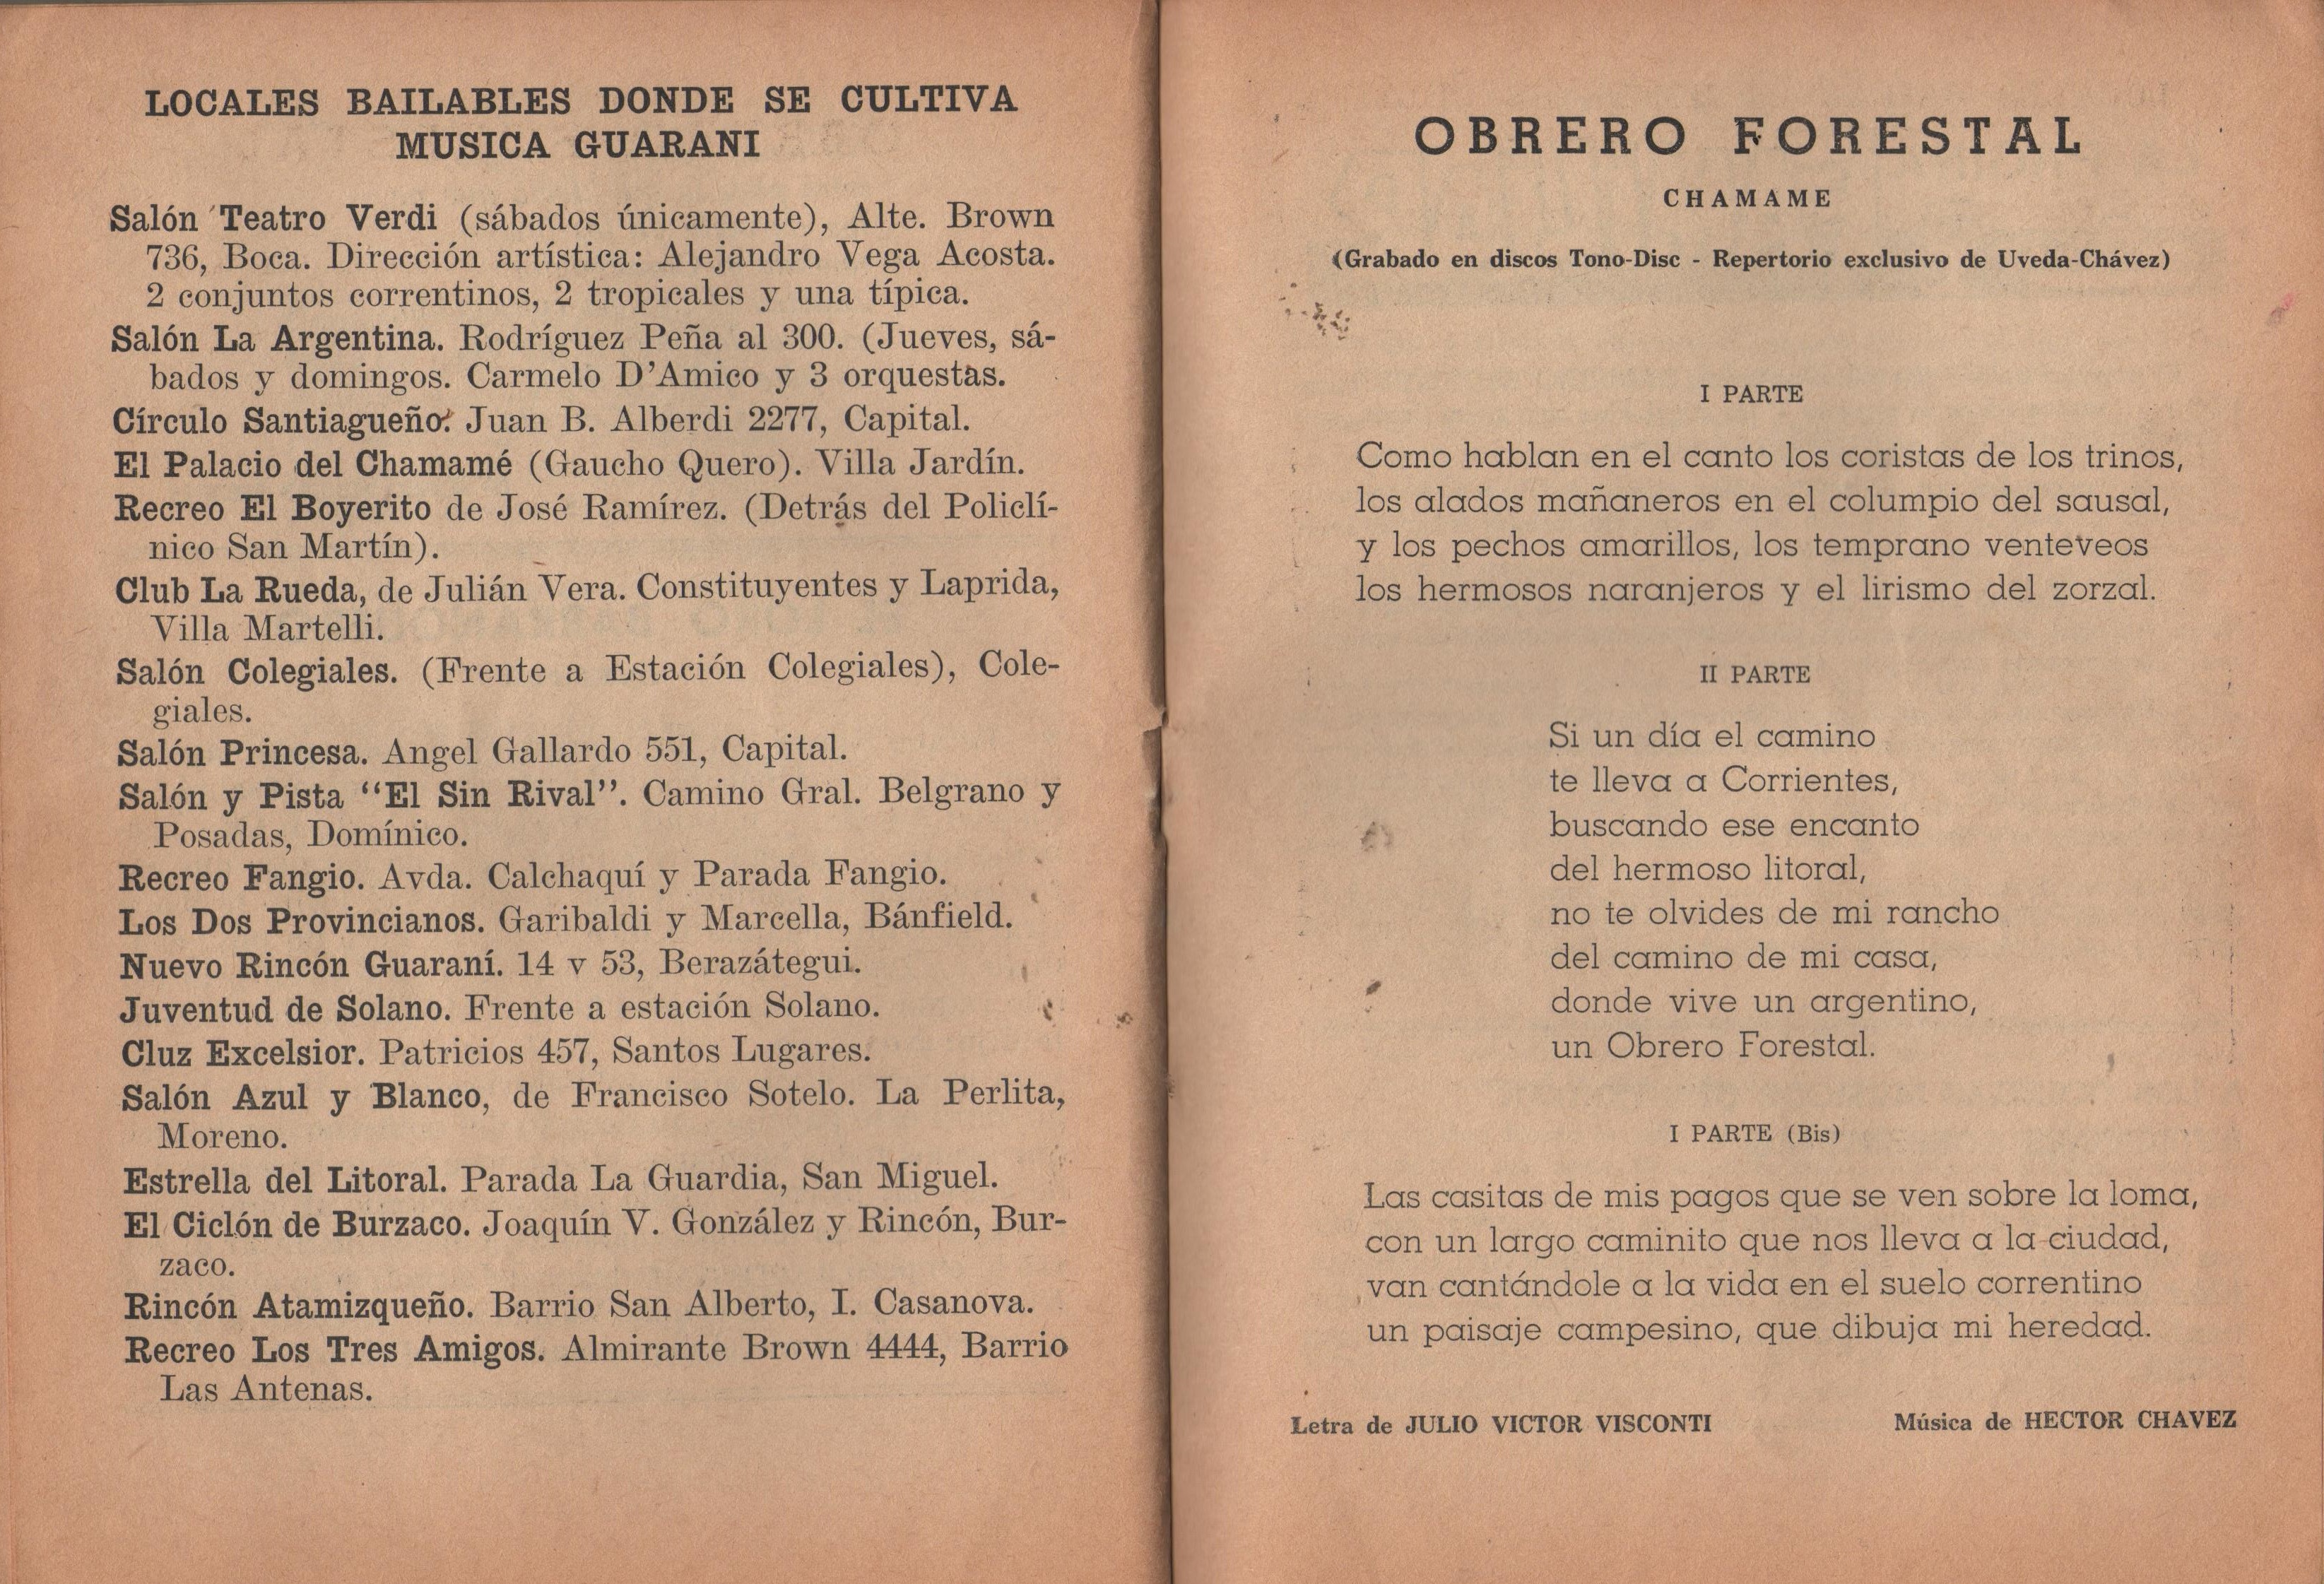 LOCALES BAILABLES DONDE SE CULTIVA
MUSICA GUARANI
Salón Teatro Verdi (sábados únicamente), Alte. Brown
736, Boca. Dirección artística: Alejandro Vega Acosta.
2 conjuntos correntinos, 2 tropicales y una típica.
Salón La Argentina. Rodríguez Peña al 300. (Jueves, sá-
bados y domingos. Carmelo D'Amico y 3 orquestas.
Círculo Santiagueño. Juan B. Alberdi 2277, Capital.
El Palacio del Chamamé (Gaucho Quero). Villa Jardín.
Recreo El Boyerito de José Ramírez. (Detrás del Policlí-
nico San Martín).
Club La Rueda, de Julián Vera. Constituyentes y Laprida,
Villa Martelli.
Salón Colegiales. (Frente a Estación Colegiales), Cole-
giales.
Salón Princesa. Angel Gallardo 551, Capital.
Salón y Pista “El Sin Rival”. Camino Gral. Belgrano y
Posadas, Domínico.
Recreo Fangio. Avda. Calchaquí y Parada Fangio.
Los Dos Provincianos. Garibaldi y Marcella, Bánfield.
Nuevo Rincón Guaraní. 14 v 53, Berazátegui.
Juventud de Solano. Frente a estación Solano.
Cluz Excelsior. Patricios 457, Santos Lugares.
Salón Azul y Blanco, de Francisco Sotelo. La Perlita,
Moreno.
Estrella del Litoral. Parada La Guardia, San Miguel.
El Ciclón de Burzaco. Joaquín V. González y Rincón, Bur-
zaco.
Rincón Atamizqueño. Barrio San Alberto, I. Casanova.
Recreo Los Tres Amigos. Almirante Brown 4444, Barrio
Las Antenas.
OBRERO FORESTAL
CHAMAME
(Grabado en discos Tono-Disc - Repertorio exclusivo de Uveda-Chávez)
I PARTE
Como hablan en el canto los coristas de los trinos,
los alados mañaneros en el columpio del sausal,
y los pechos amarillos, los temprano venteveos
los hermosos naranjeros y el lirismo del zorzal.
II PARTE
Si un día el camino
te lleva a Corrientes,
buscando ese encanto
del hermoso litoral,
no te olvides de mi rancho
del camino de mi casa,
donde vive un argentino,
un Obrero Forestal.
I PARTE (Bis)
Las casitas de mis pagos que se ven sobre la loma,
con un largo caminito que nos lleva a la ciudad,
van cantándole a la vida en el suelo correntino
un paisaje campesino, que dibuja mi heredad.
Letra de JULIO VICTOR VISCONTI Música de HECTOR CHAVEZ